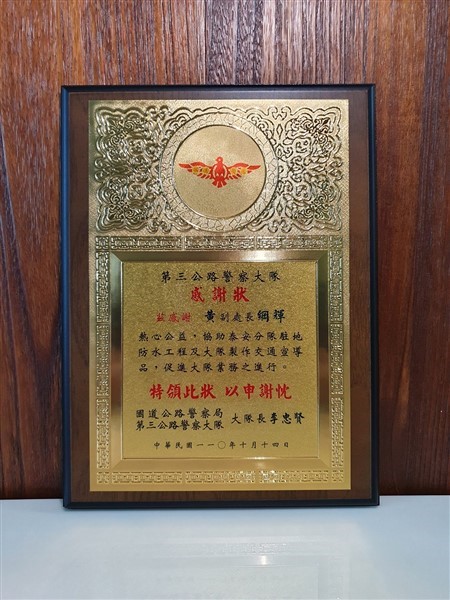 第三公路警察大隊
感謝狀
茲感謝 黃副處長綱輝
熱心公益，協助泰安分隊駐地
防水工程及大隊製作交通宣導
品，促進大隊業務之進行。
特頒此狀 以申謝忱
國道公路警察局
第三公路警察大隊 大隊長李忠賢
中華民國一一〇年十月十四日